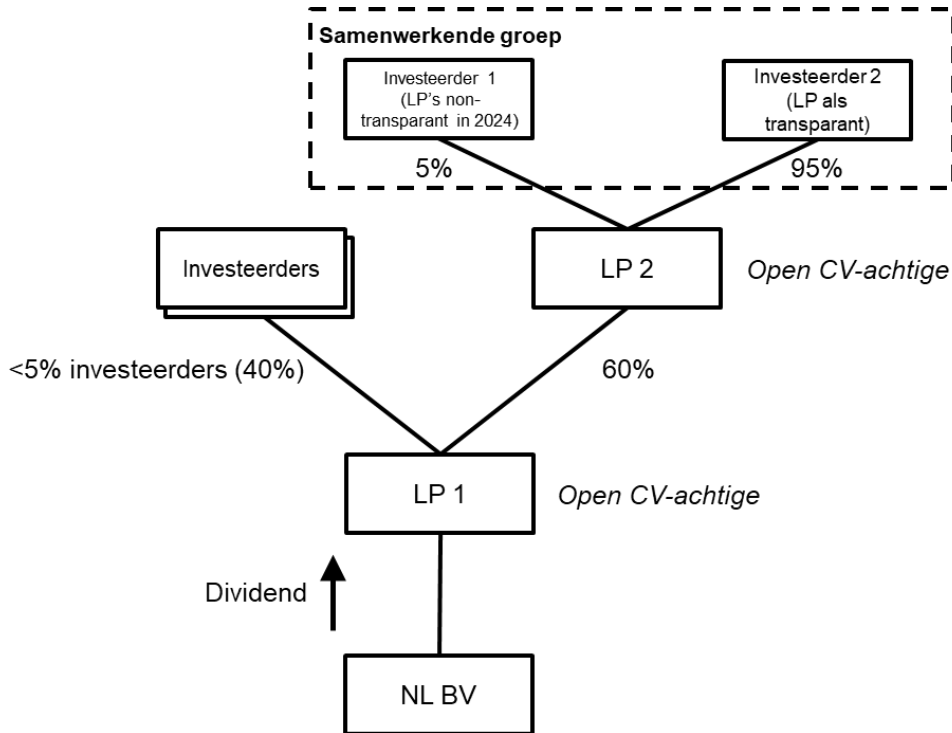 Samenwerkende groep
Investeerder 1
(LP's non-
transparant in 2024)
Investeerder 2
(LP als
transparant)
5%
95%
Investeerders
LP 2
Open CV-achtige
<5% investeerders (40%)
60%
LP 1
Open CV-achtige
Dividend
NL BV